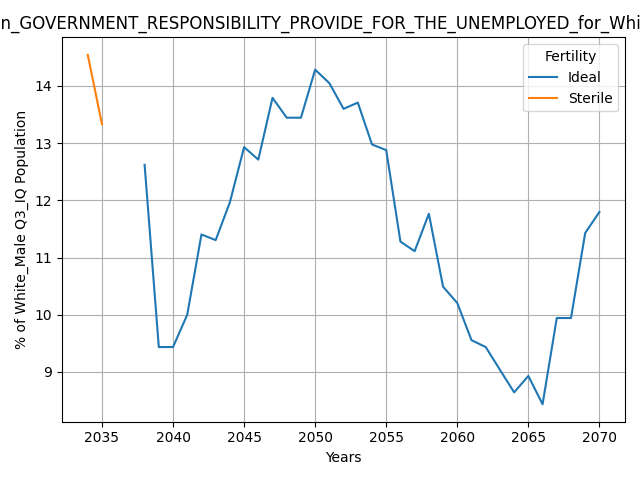 n_GOVERNMENT_RESPONSIBILITY_PROVIDE_FOR_THE_UNEMPLOYED_for_Whi
Fertility
Ideal
Sterile
% of White_Male Q3_IQ Population
14
13
12
11
10
9
2035 2040 2045 2050 2055 2060 2065 2070
Years